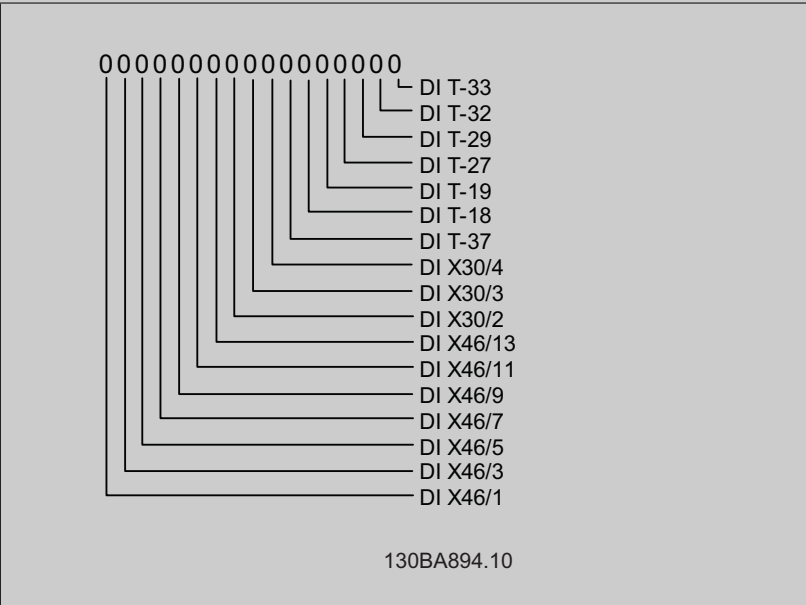 00000000000000000
DI T-33
DI T-32
DI T-29
DI T-27
DI T-19
DI T-18
DI T-37
DI X30/4
DI X30/3
DI X30/2
DI X46/13
DI X46/11
DI X46/9
DI X46/7
DI X46/5
DI X46/3
DI X46/1
130BA894.10